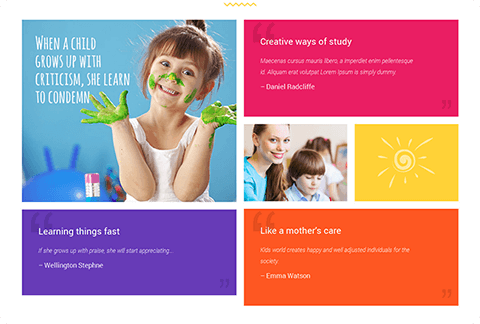 WHEN A CHILD
GROWS UP WITH
CRITICISM, SHE LEARN
TO CONDEMN
Creative ways of study
Maecenas cursus mauris libero, a imperdiet enim pellentesque
id. Aliquam erat volutpat Lorem Ipsum is simply dummy.
– Daniel Radcliffe
Learning things fast
If she grows up with praise, she will start appreciating...
– Wellington Stephne
Like a mother's care
Kids world creates happy and well adjusted individuals for the
society
– Emma Watson